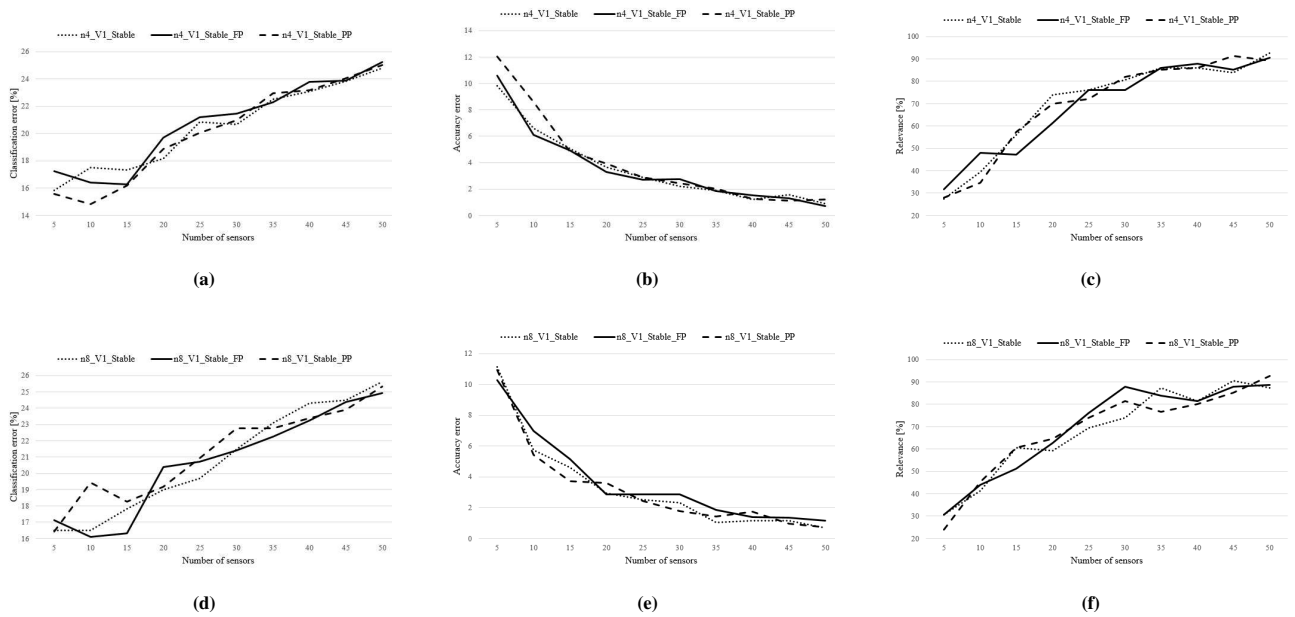 n4_V1_Stable n4_V1_Stable_FP n4_V1_Stable_PP
Classification error [%]
26
24
22
20
18
16
14
5 10 15 20 25 30 35 40 45 50
Number of sensors
(a)
n4_V1_Stable n4_V1_Stable_FP n4_V1_Stable_PP
Accuracy error
14
12
10
8
6
4
2
0
5 10 15 20 25 30 35 40 45 50
Number of sensors
(b)
n4_V1_Stable n4_V1_Stable_FP n4_V1_Stable_PP
Relevance [%]
100
90
80
70
60
50
40
30
20
5 10 15 20 25 30 35 40 45 50
Number of sensors
(c)
n8_V1_Stable n8_V1_Stable_FP n8_V1_Stable_PP
Classification error [%]
26
25
24
23
22
21
20
19
18
17
16
5 10 15 20 25 30 35 40 45 50
Number of sensors
(d)
n8_V1_Stable n8_V1_Stable_FP n8_V1_Stable_PP
Accuracy error
12
10
8
6
4
2
0
5 10 15 20 25 30 35 40 45 50
Number of sensors
(e)
n8_V1_Stable n8_V1_Stable_FP n8_V1_Stable_PP
Relevance [%]
100
90
80
70
60
50
40
30
20
5 10 15 20 25 30 35 40 45 50
Number of sensors
(f)